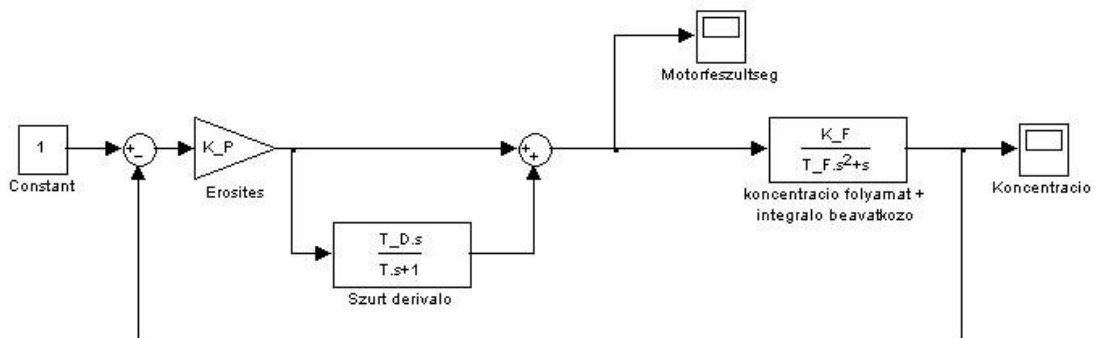 Motorfeszultseg
1
Constant
+
−
K_P
Erosites
+
+
K_F
T_F.s²+s
koncentracio folyamat +
integralo beavatkozo
Koncentracio
T_D.s
T.s+1
Szurt derivalo